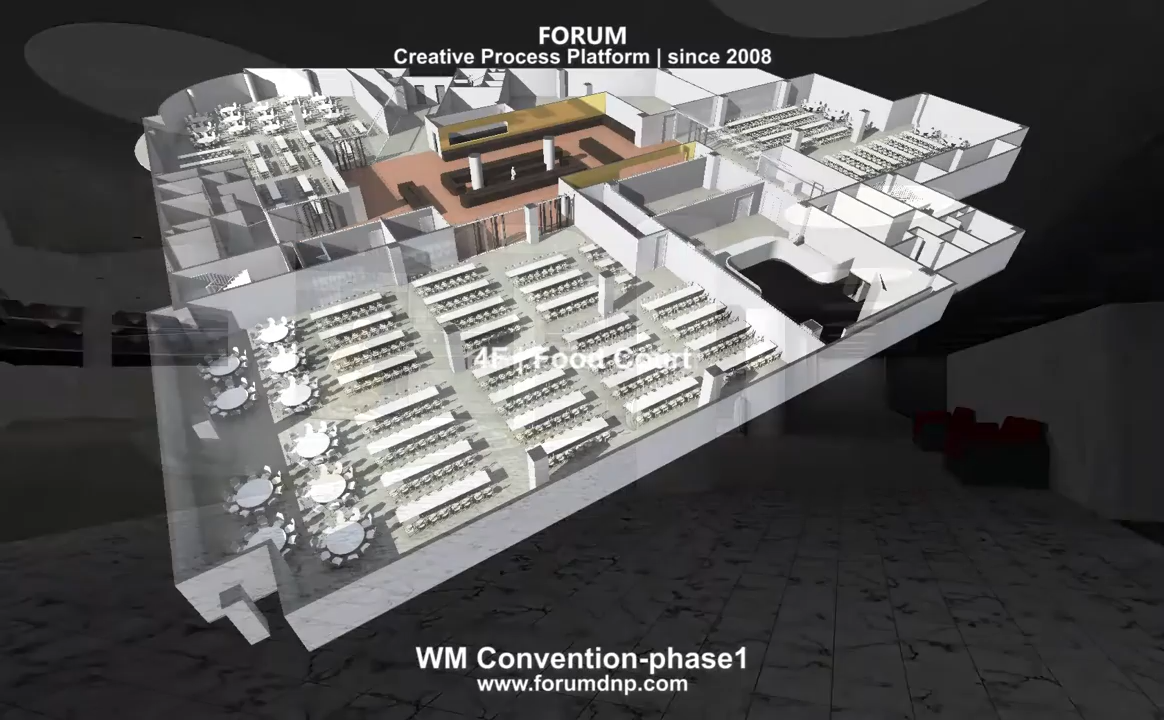 FORUM
Creative Process Platform | since 2008
4F | Food Court
WM Convention-phase1
www.forumdnp.com